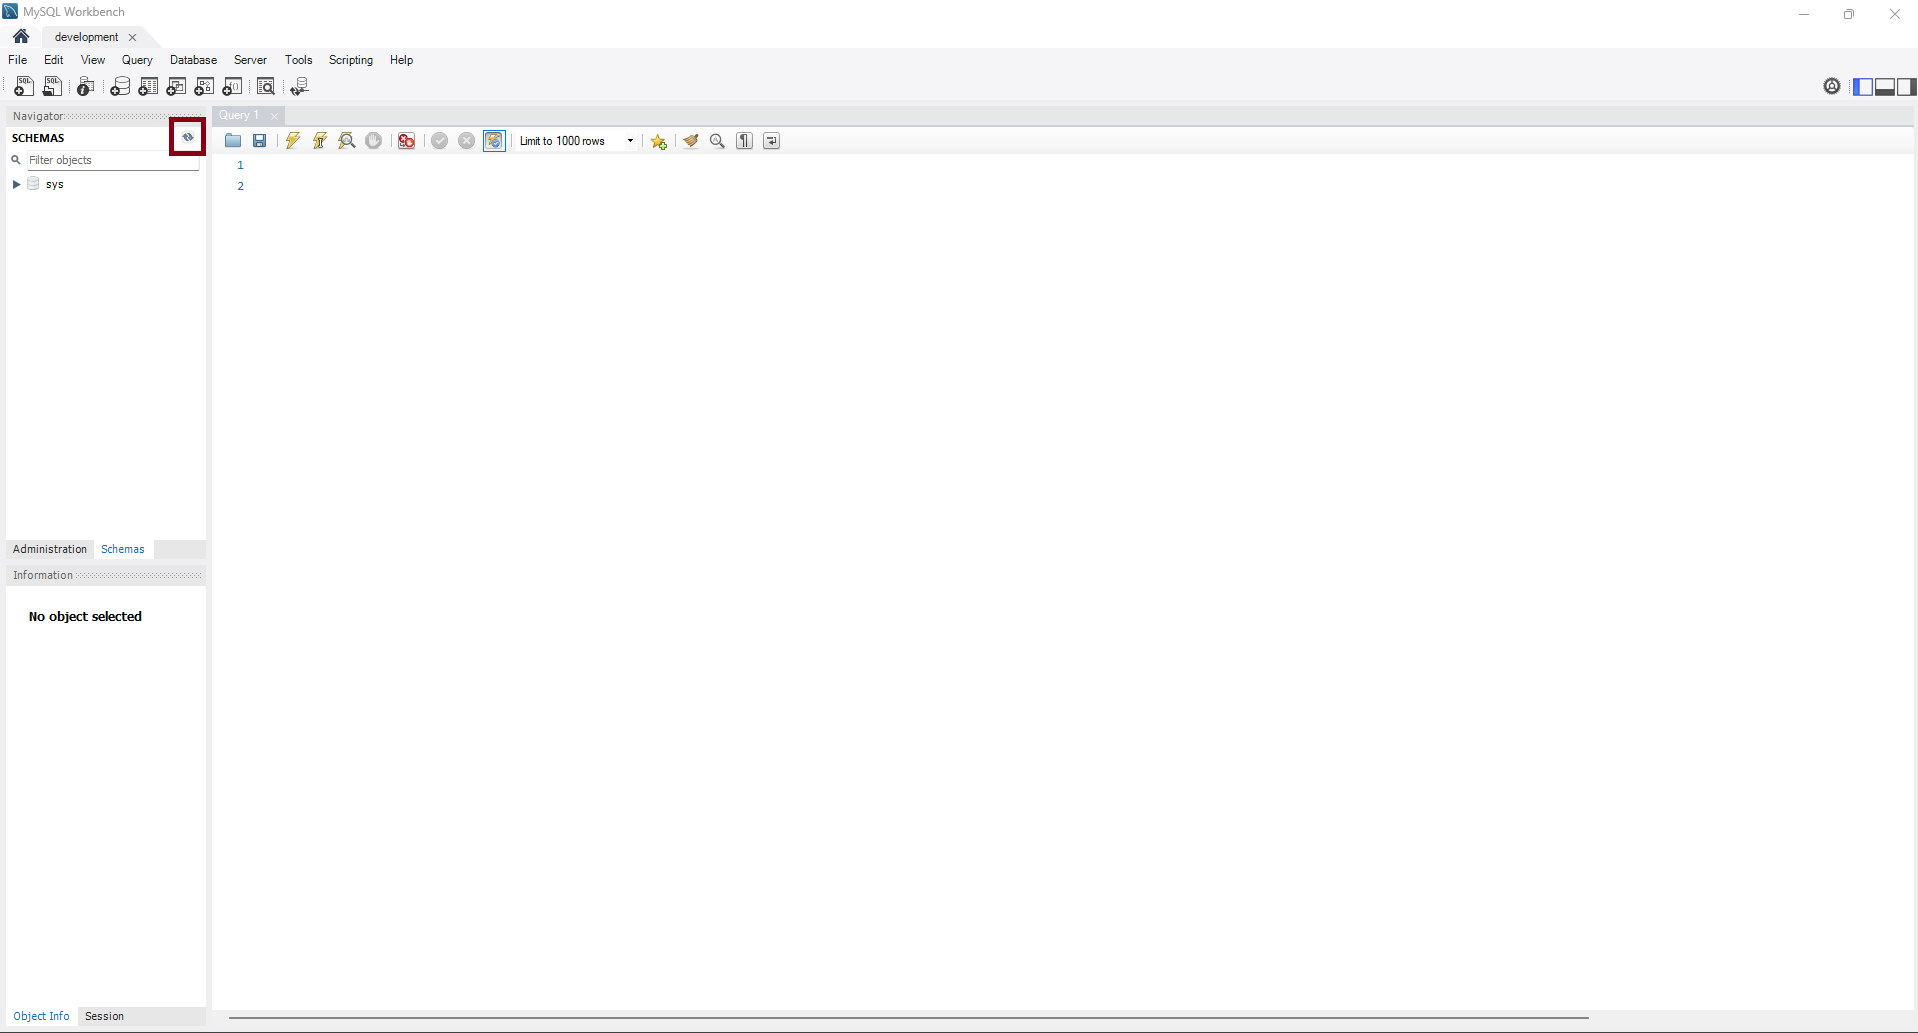 MySQL Workbench
development
File Edit View Query Database Server Tools Scripting Help
Navigator
Query 1
SCHEMAS
Limit to 1000 rows
Filter objects
1
sys
2
Administration Schemas
Information
No object selected
Object Info Session